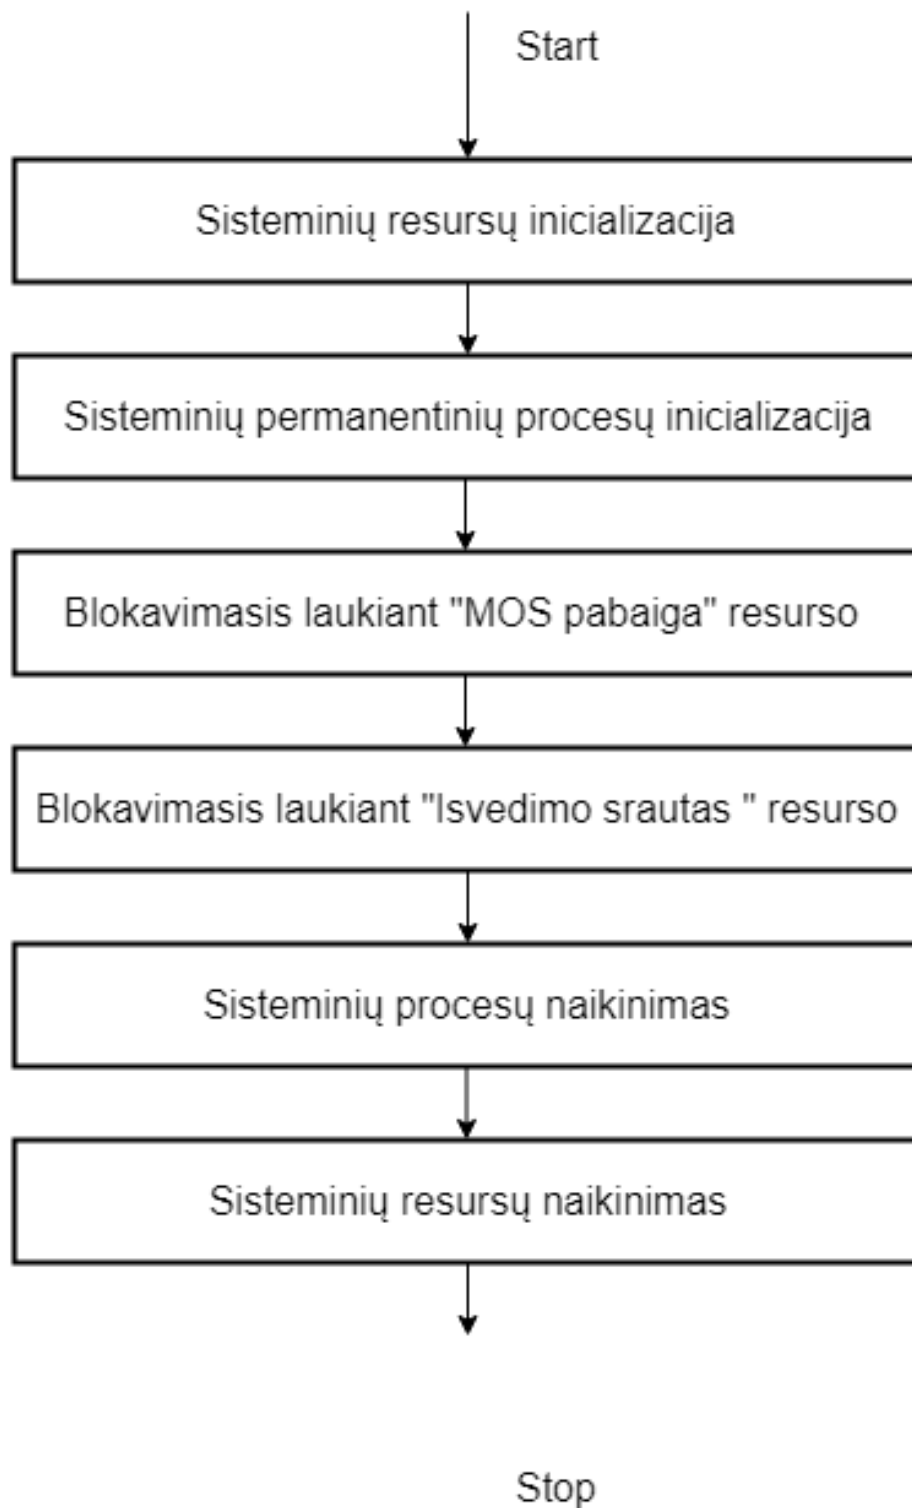 Start
Sisteminių resursų inicializacija
Sisteminių permanentinių procesų inicializacija
Blokavimasis laukiant "MOS pabaiga" resurso
Blokavimasis laukiant "Isvedimo srautas " resurso
Sisteminių procesų naikinimas
Sisteminių resursų naikinimas
Stop